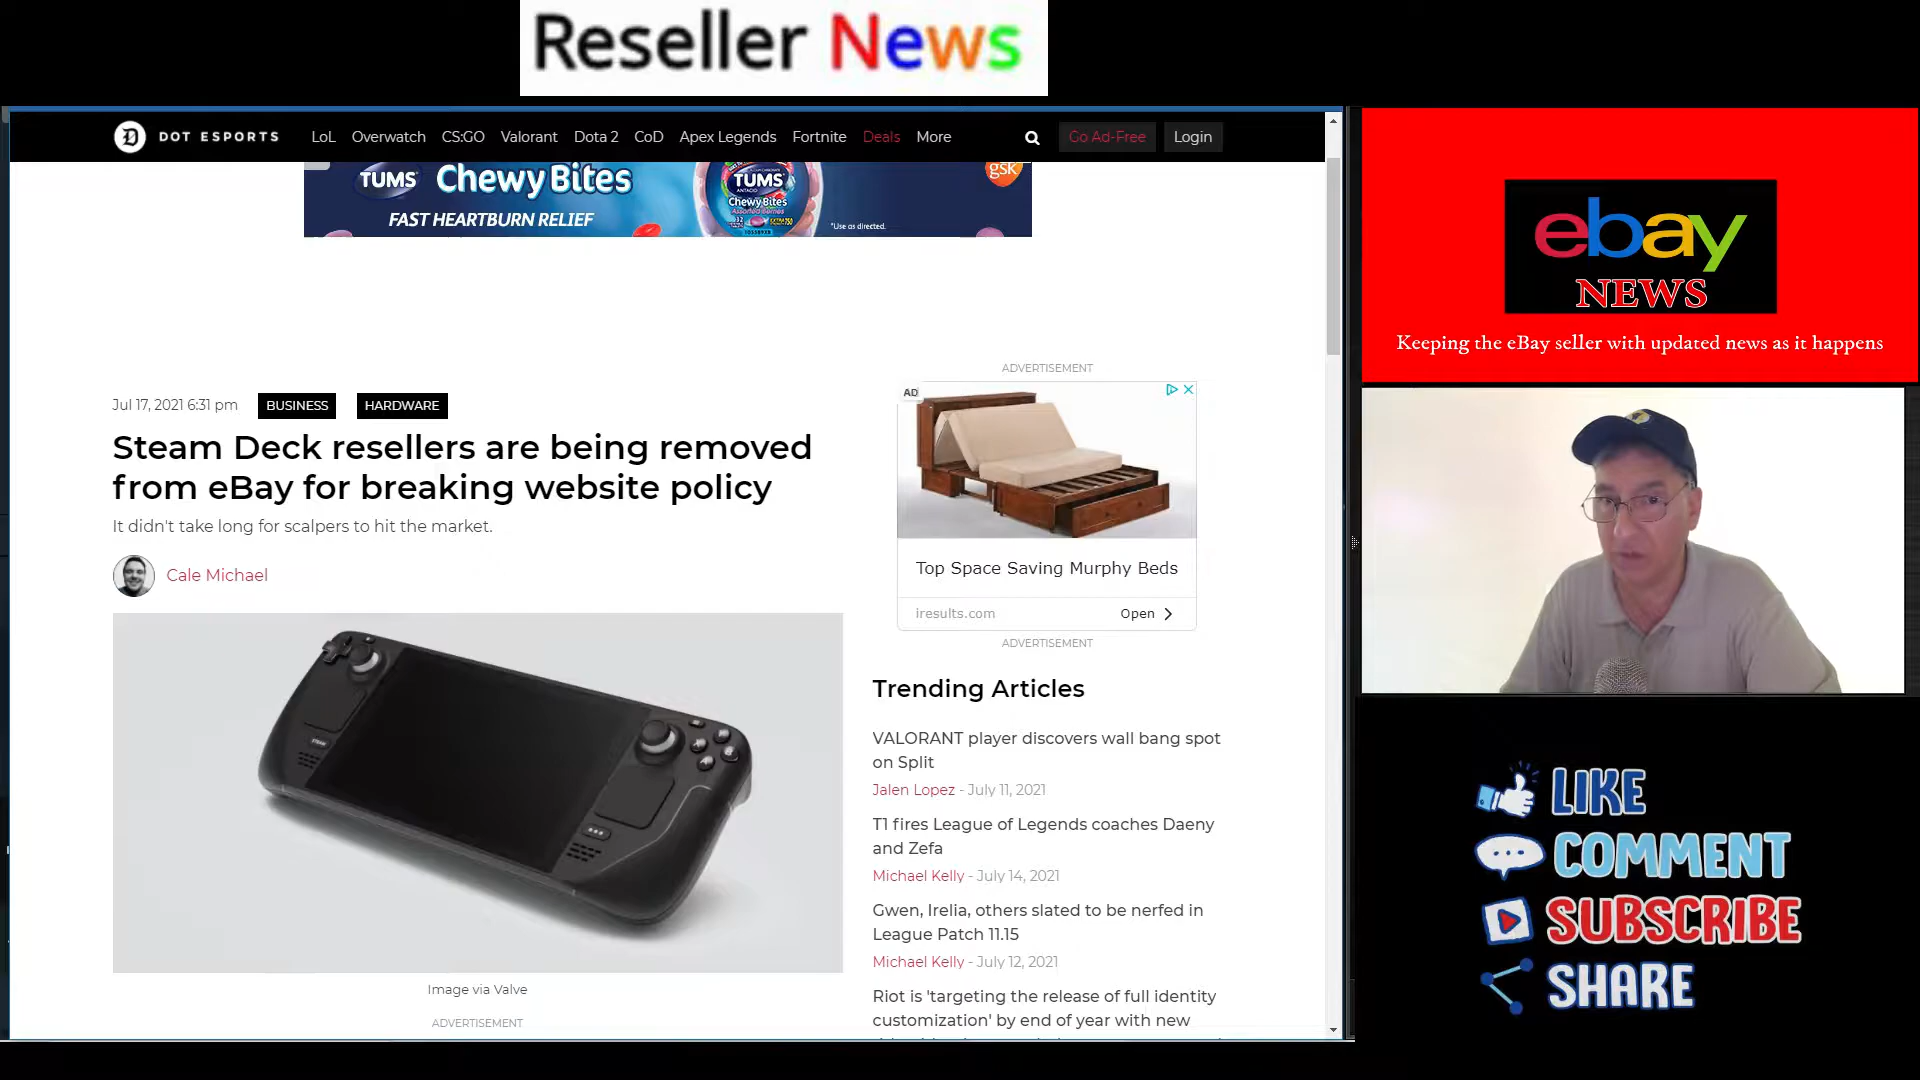 Reseller News
DOT ESPORTS
LoL Overwatch CS:GO Valorant Dota 2 CoD Apex Legends Fortnite Deals More
Go Ad-Free Login
TUMS Chewy Bites
FAST HEARTBURN RELIEF
TUMS
ANTACID
Chewy Bites
Assorted Berries
*Use as directed.
gsk
Jul 17, 2021 6:31 pm BUSINESS HARDWARE
Steam Deck resellers are being removed
from eBay for breaking website policy
It didn't take long for scalpers to hit the market.
Cale Michael
STEAM
Image via Valve
ADVERTISEMENT
ADVERTISEMENT
AD
Top Space Saving Murphy Beds
iresults.com Open
ADVERTISEMENT
Trending Articles
VALORANT player discovers wall bang spot
on Split
Jalen Lopez - July 11, 2021
T1 fires League of Legends coaches Daeny
and Zefa
Michael Kelly - July 14, 2021
Gwen, Irelia, others slated to be nerfed in
League Patch 11.15
Michael Kelly - July 12, 2021
Riot is 'targeting the release of full identity
customization' by end of year with new
ebay
NEWS
Keeping the eBay seller with updated news as it happens
LIKE
COMMENT
SUBSCRIBE
SHARE